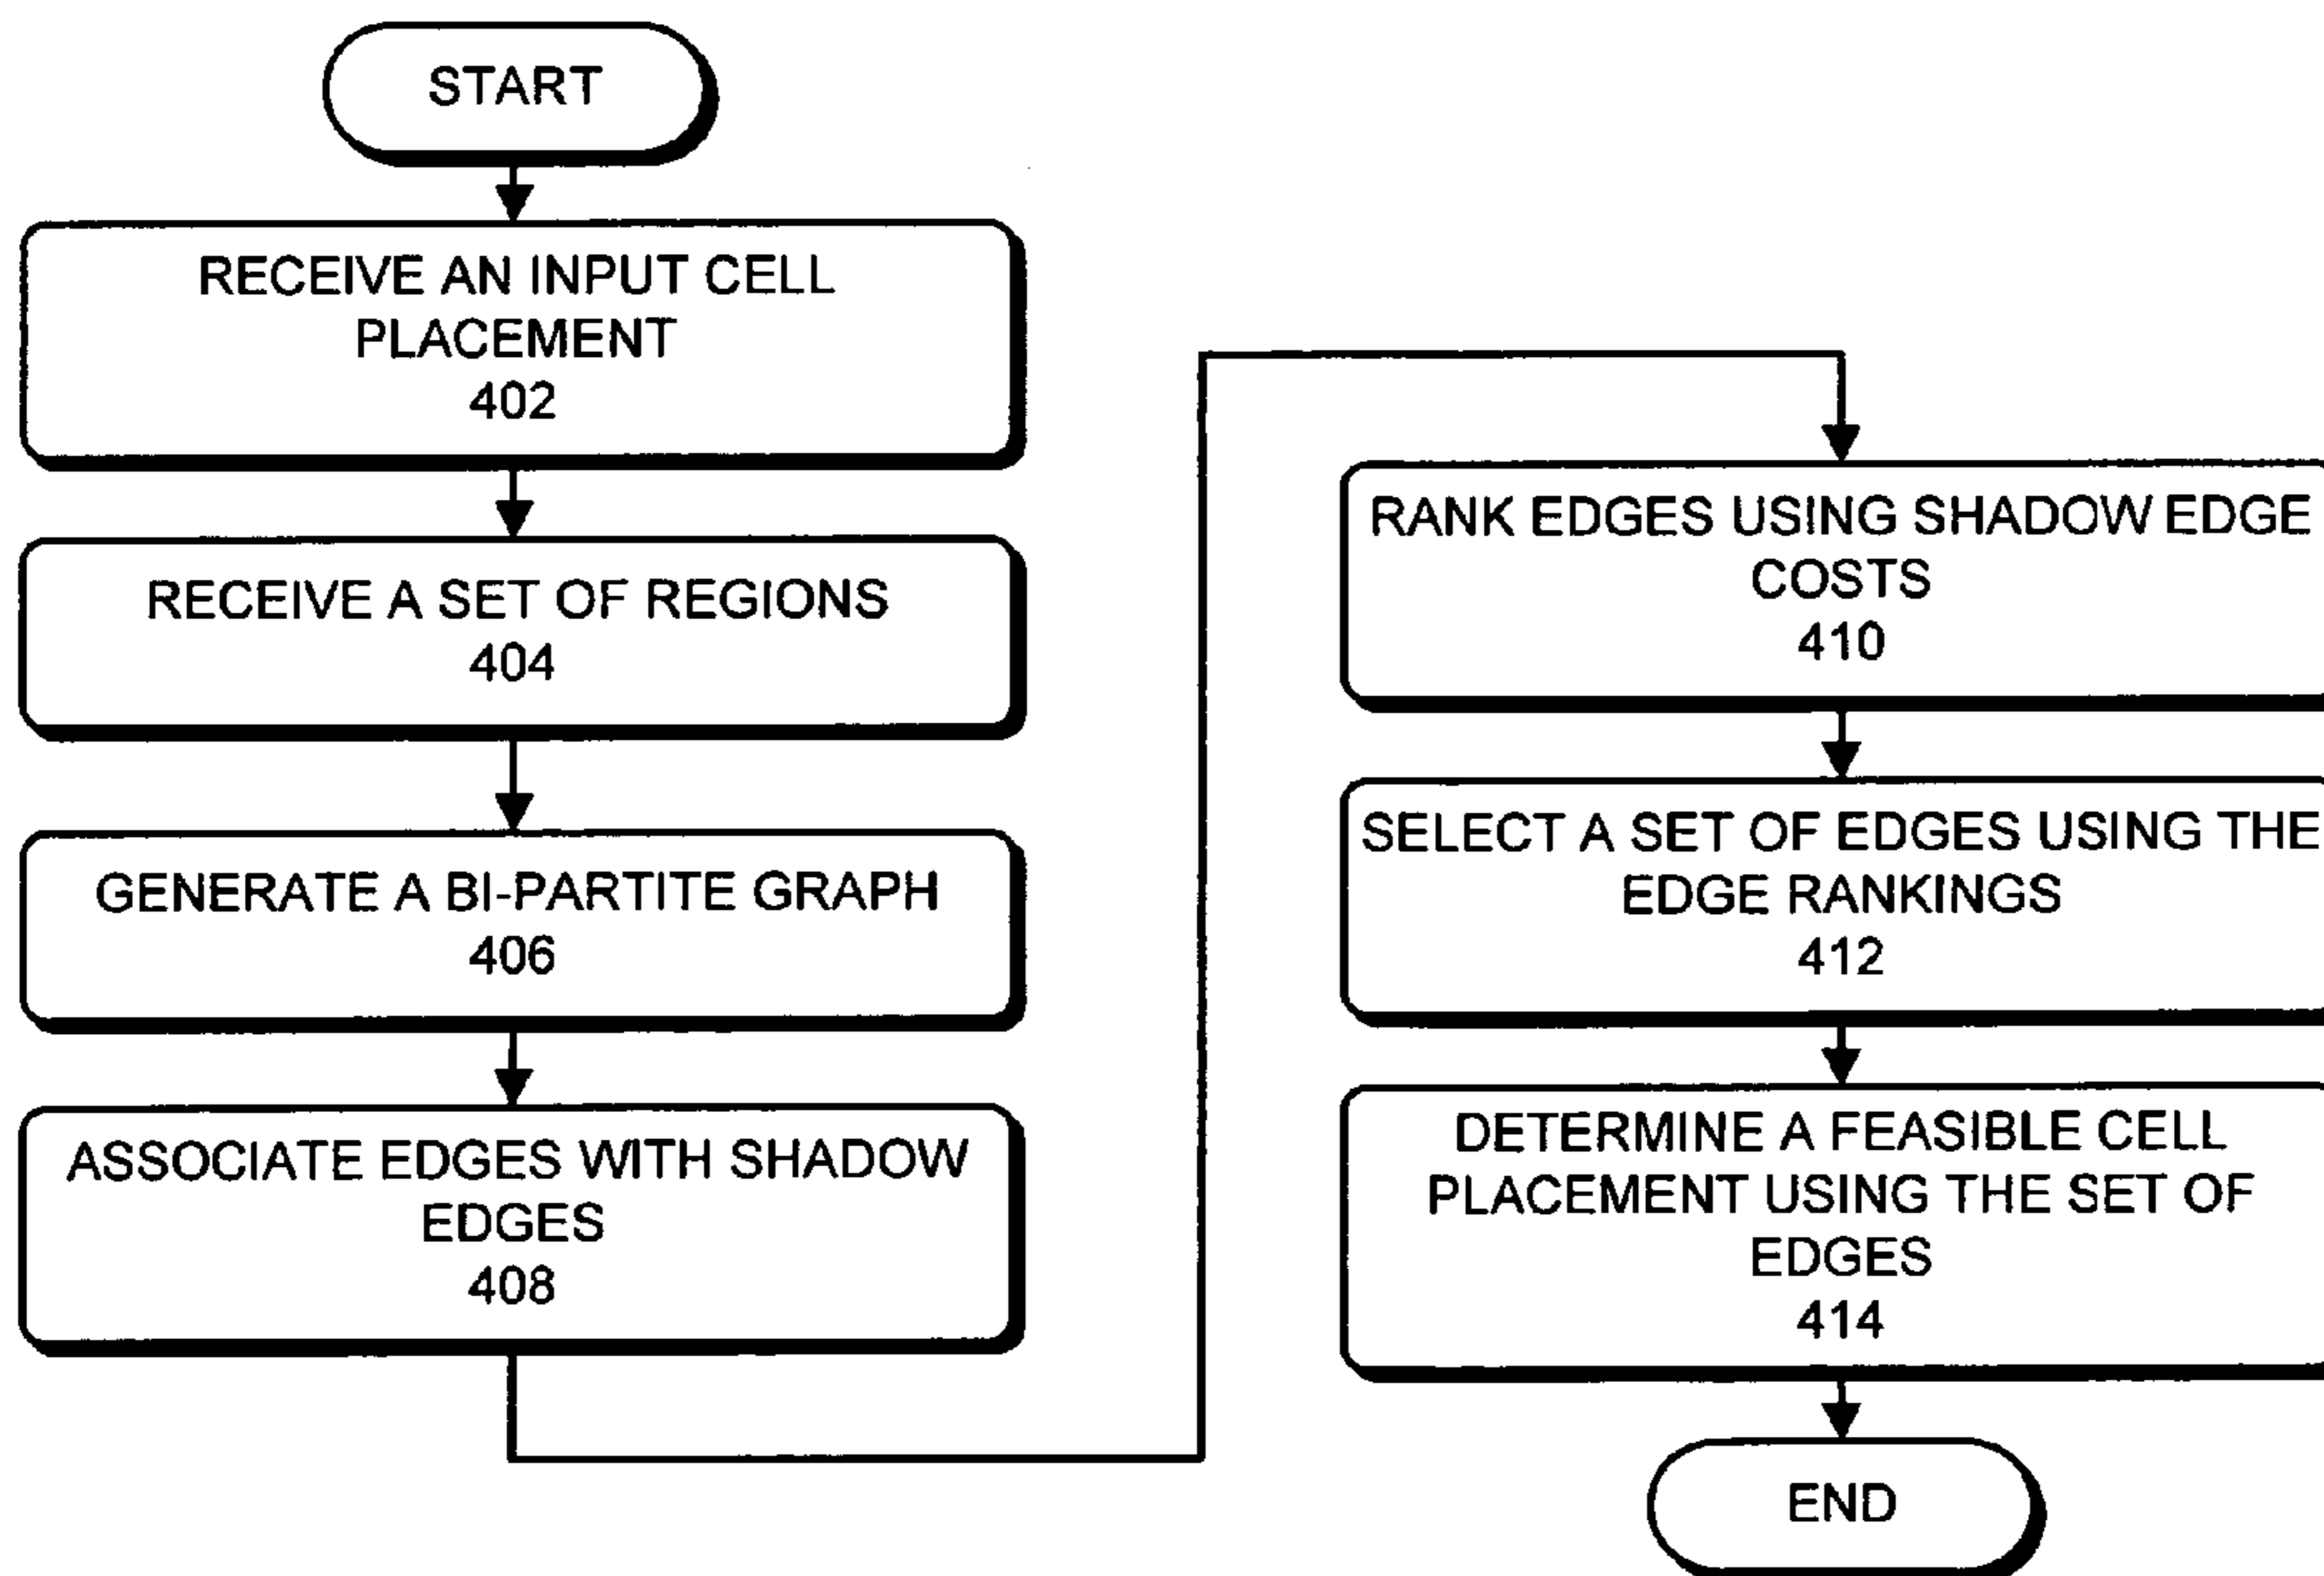 START
RECEIVE AN INPUT CELL
PLACEMENT
402
RECEIVE A SET OF REGIONS
404
GENERATE A BI-PARTITE GRAPH
406
ASSOCIATE EDGES WITH SHADOW
EDGES
408
RANK EDGES USING SHADOW EDGE
COSTS
410
SELECT A SET OF EDGES USING THE
EDGE RANKINGS
412
DETERMINE A FEASIBLE CELL
PLACEMENT USING THE SET OF
EDGES
414
END